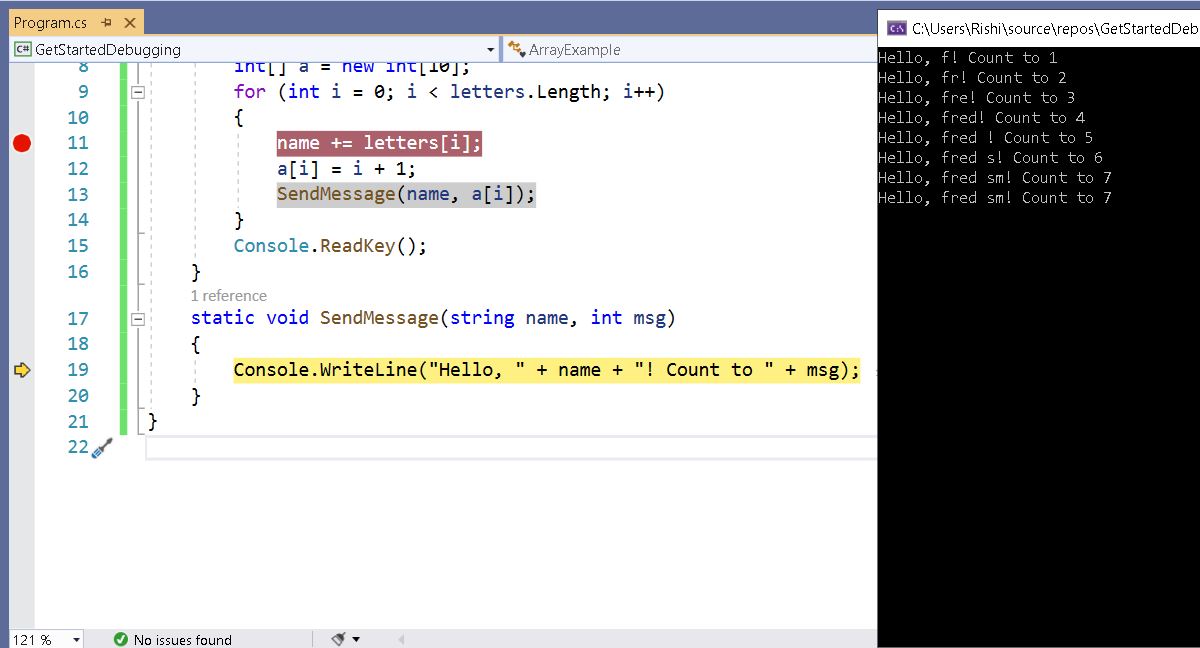 Program.cs
GetStartedDebugging
ArrayExample
8 int[] a = new int[10];
9 for (int i = 0; i < letters.Length; i++)
10 {
11 name += letters[i];
12 a[i] = i + 1;
13 SendMessage(name, a[i]);
14 }
15 Console.ReadKey();
16 }
1 reference
17 static void SendMessage(string name, int msg)
18 {
19 Console.WriteLine("Hello, " + name + "! Count to " + msg);
20 }
21 }
22
121 %
No issues found
C:\Users\Rishi\source\repos\GetStartedDeb
Hello, f! Count to 1
Hello, fr! Count to 2
Hello, fre! Count to 3
Hello, fred! Count to 4
Hello, fred ! Count to 5
Hello, fred s! Count to 6
Hello, fred sm! Count to 7
Hello, fred sm! Count to 7